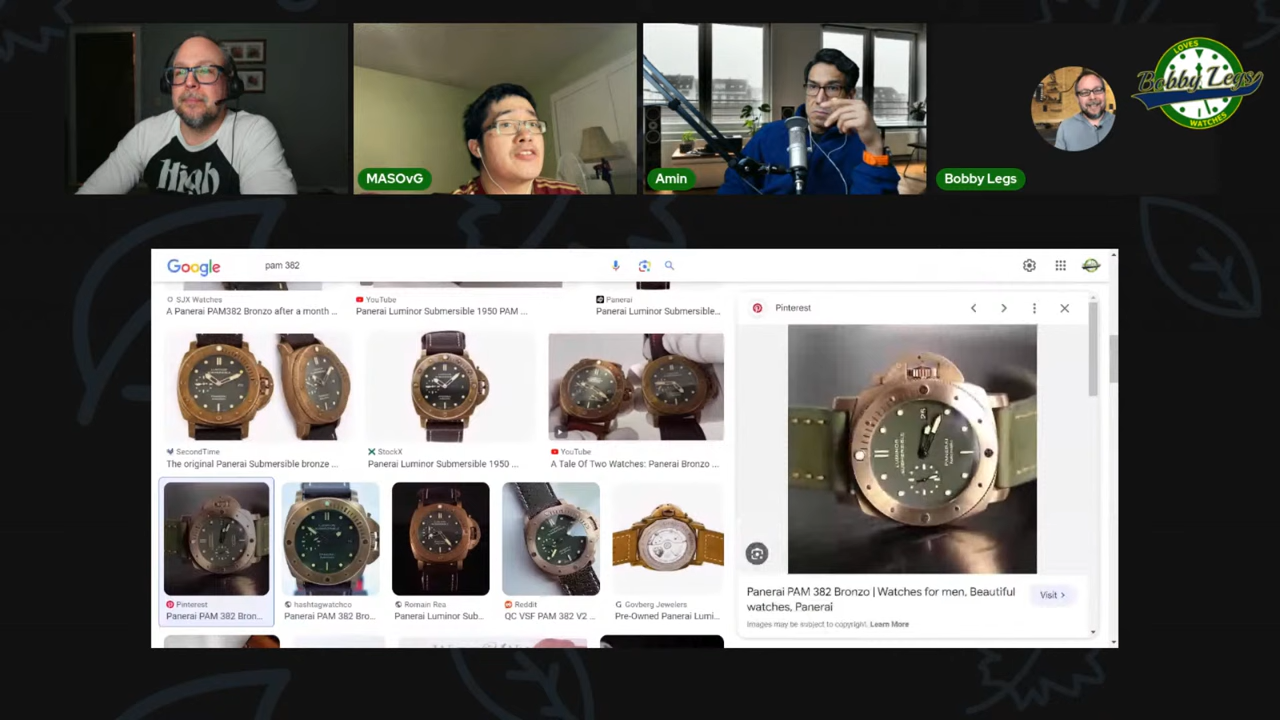 LOVES
Bobby Legs
WATCHES
High
MASOvG
Amin
Bobby Legs
Google
pam 382
SJX Watches
A Panerai PAM382 Bronzo after a month ...
YouTube
Panerai Luminor Submersible 1950 PAM ...
Panerai
Panerai Luminor Submersible...
Pinterest
SecondTime
The original Panerai Submersible bronze ...
StockX
Panerai Luminor Submersible 1950 ...
YouTube
A Tale Of Two Watches: Panerai Bronzo ...
Pinterest
Panerai PAM 382 Bron...
hashtagwatchco
Panerai PAM 382 Bro...
Romain Rea
Panerai Luminor Sub...
Reddit
QC VSF PAM 382 V2 ...
Govberg Jewelers
Pre-Owned Panerai Lumi...
LUMINOR
SUBMERSIBLE
PANERAI
Panerai PAM 382 Bronzo | Watches for men, Beautiful
watches, Panerai
Visit
Images may be subject to copyright. Learn More